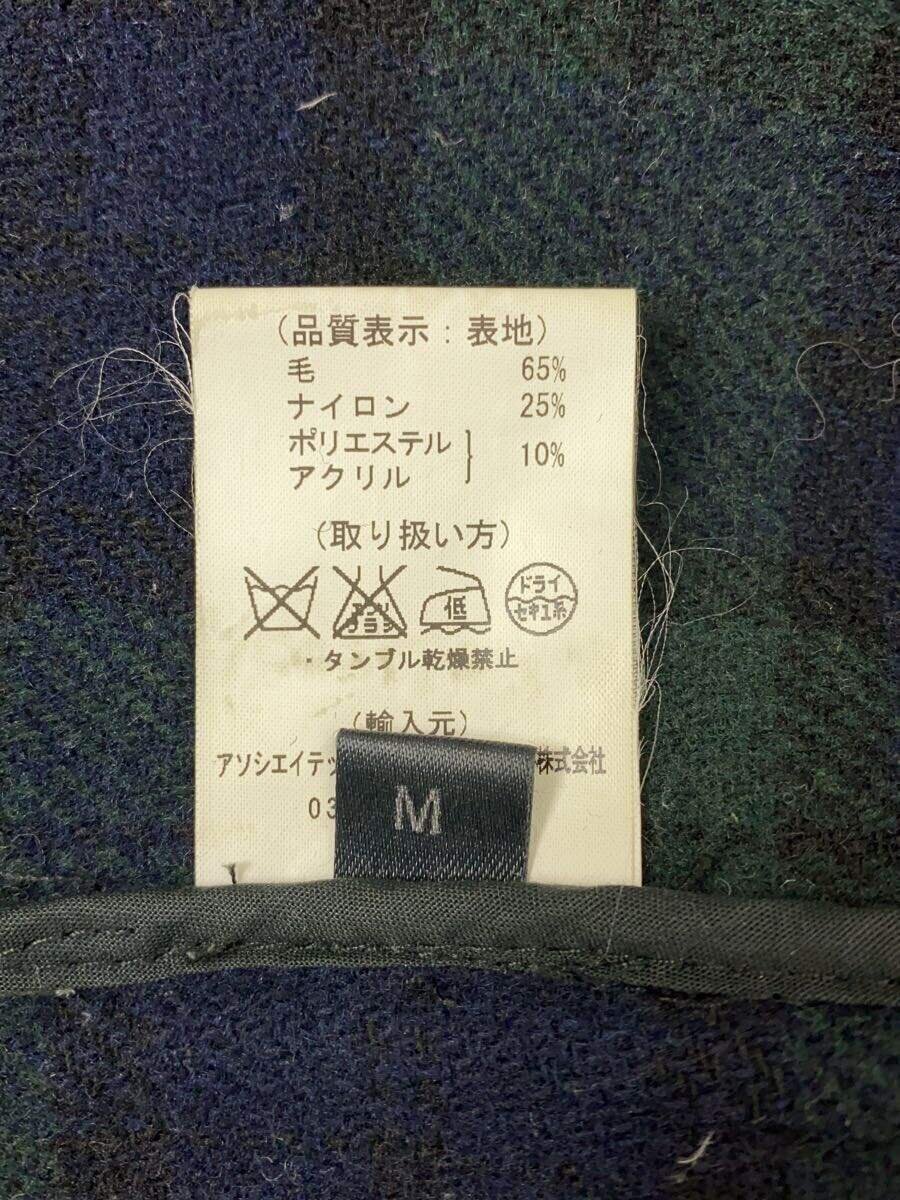 (品質表示:表地)
毛 65%
ナイロン 25%
ポリエステル
アクリル } 10%
(取り扱い方)
低 ドライ
セキユ系
・タンブル乾燥禁止
(輸入元)
アソシエイテッ 株式会社
03
M